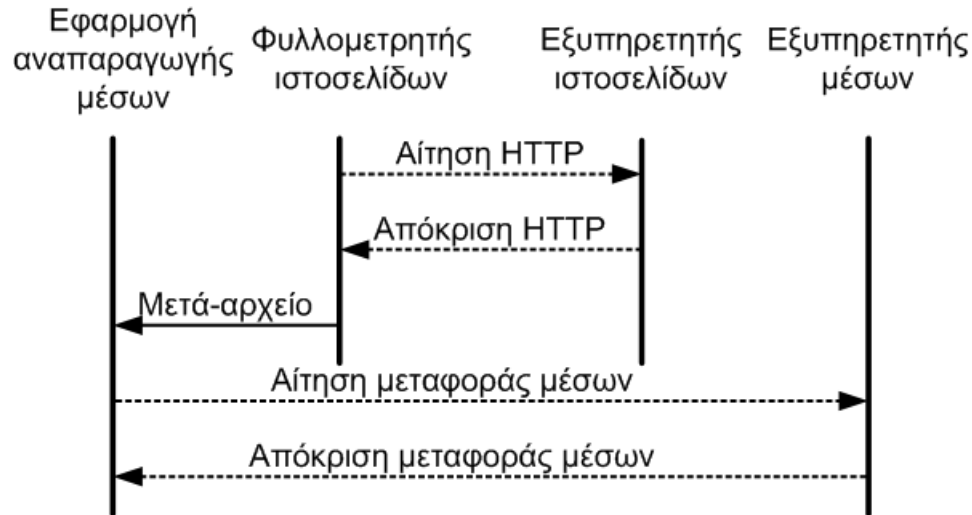 Εφαρμογή
αναπαραγωγής
μέσων
Φυλλομετρητής
ιστοσελίδων
Εξυπηρετητής
ιστοσελίδων
Εξυπηρετητής
μέσων
Αίτηση HTTP
Απόκριση HTTP
Μετά-αρχείο
Αίτηση μεταφοράς μέσων
Απόκριση μεταφοράς μέσων